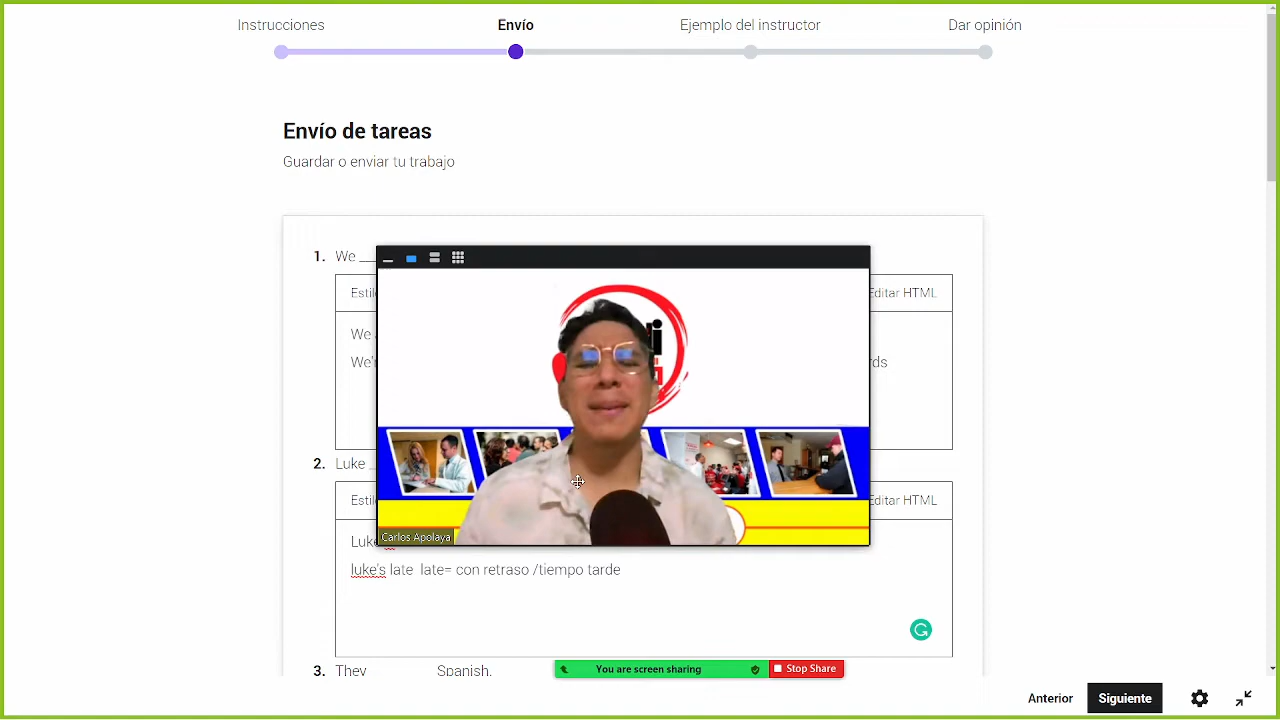 Instrucciones
Envío
Ejemplo del instructor
Dar opinión
Envío de tareas
Guardar o enviar tu trabajo
1. We
Editar HTML
We
We'r
rds
2. Luke
Editar HTML
Luke
luke's late late= con retraso /tiempo tarde
Carlos Apolaya
3. They Spanish.
You are screen sharing
Stop Share
Anterior
Siguiente